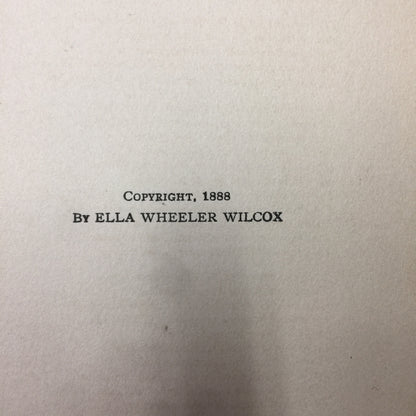 Copyright, 1888
By ELLA WHEELER WILCOX